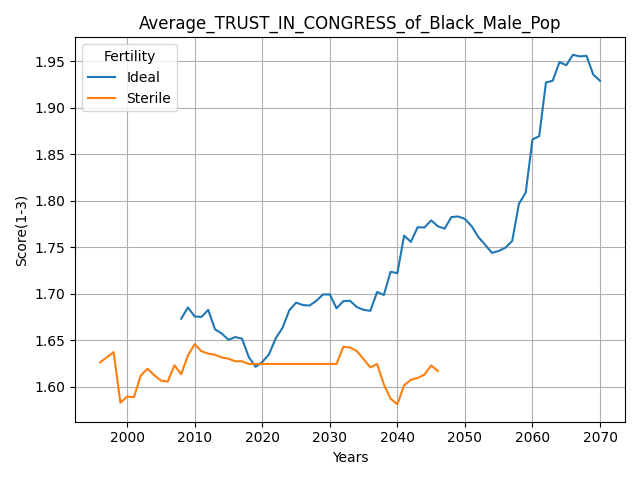 Average_TRUST_IN_CONGRESS_of_Black_Male_Pop
Fertility
Ideal
Sterile
1.95
1.90
1.85
1.80
1.75
1.70
1.65
1.60
Score(1-3)
2000 2010 2020 2030 2040 2050 2060 2070
Years